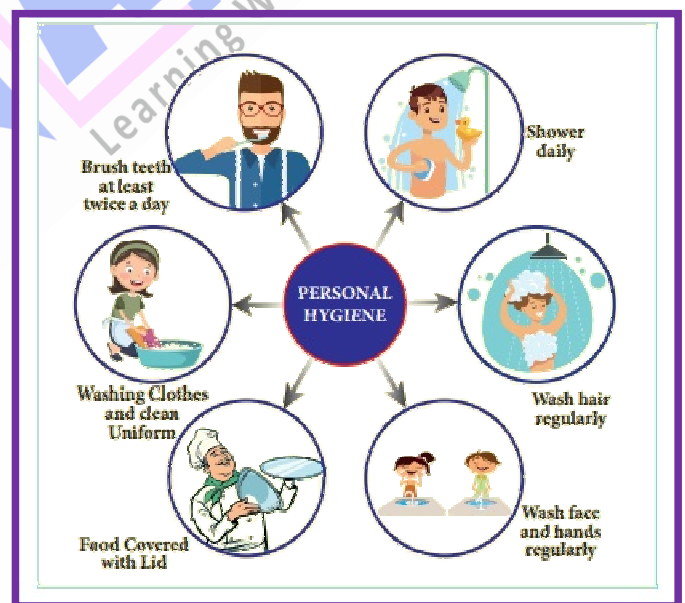 Learning
Brush teeth
at least
twice a day
Shower
daily
PERSONAL
HYGIENE
Washing Clothes
and clean
Uniform
Wash hair
regularly
Food Covered
with Lid
Wash face
and hands
regularly